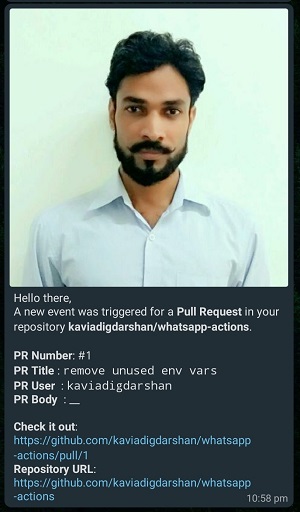 Hello there,
A new event was triggered for a Pull Request in your
repository kaviadigdarshan/whatsapp-actions.
PR Number: #1
PR Title : remove unused env vars
PR User : kaviadigdarshan
PR Body : __
Check it out:
https://github.com/kaviadigdarshan/whatsapp
-actions/pull/1
Repository URL:
https://github.com/kaviadigdarshan/whatsapp
-actions
10:58 pm